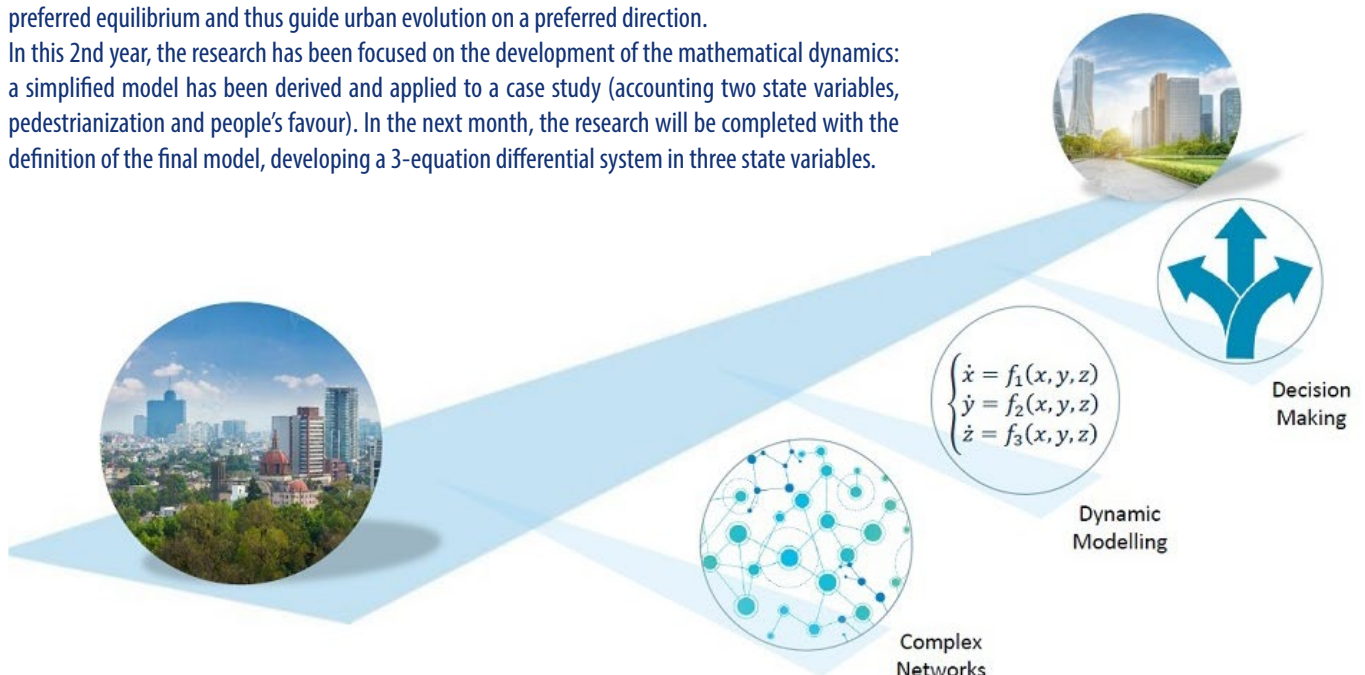 preferred equilibrium and thus guide urban evolution on a preferred direction.
In this 2nd year, the research has been focused on the development of the mathematical dynamics:
a simplified model has been derived and applied to a case study (accounting two state variables,
pedestrianization and people's favour). In the next month, the research will be completed with the
definition of the final model, developing a 3-equation differential system in three state variables.
ẋ = f₁(x, y, z)
ẏ = f₂(x, y, z)
ż = f₃(x, y, z)
Decision
Making
Dynamic
Modelling
Complex
Networks